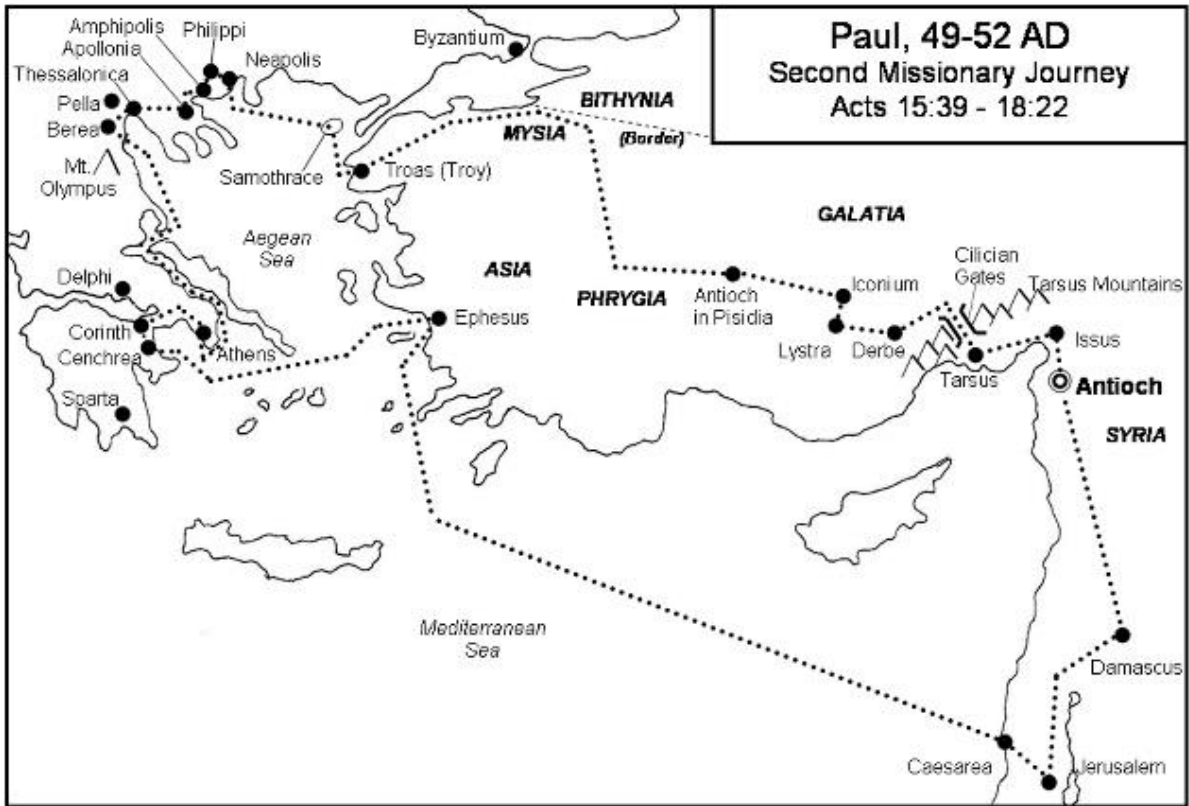 Paul, 49-52 AD
Second Missionary Journey
Acts 15:39 - 18:22
Amphipolis
Philippi
Apollonia
Neapolis
Thessalonica
Byzantium
Pella
Berea
BITHYNIA
MYSIA
(Border)
Mt.
Olympus
Samothrace
Troas (Troy)
GALATIA
Aegean
Sea
ASIA
PHRYGIA
Cilician
Gates
Tarsus Mountains
Delphi
Antioch
in Pisidia
Iconium
Corinth
Ephesus
Cenchrea
Athens
Lystra
Derbe
Issus
Tarsus
Antioch
Sparta
SYRIA
Mediterranean
Sea
Damascus
Caesarea
Jerusalem